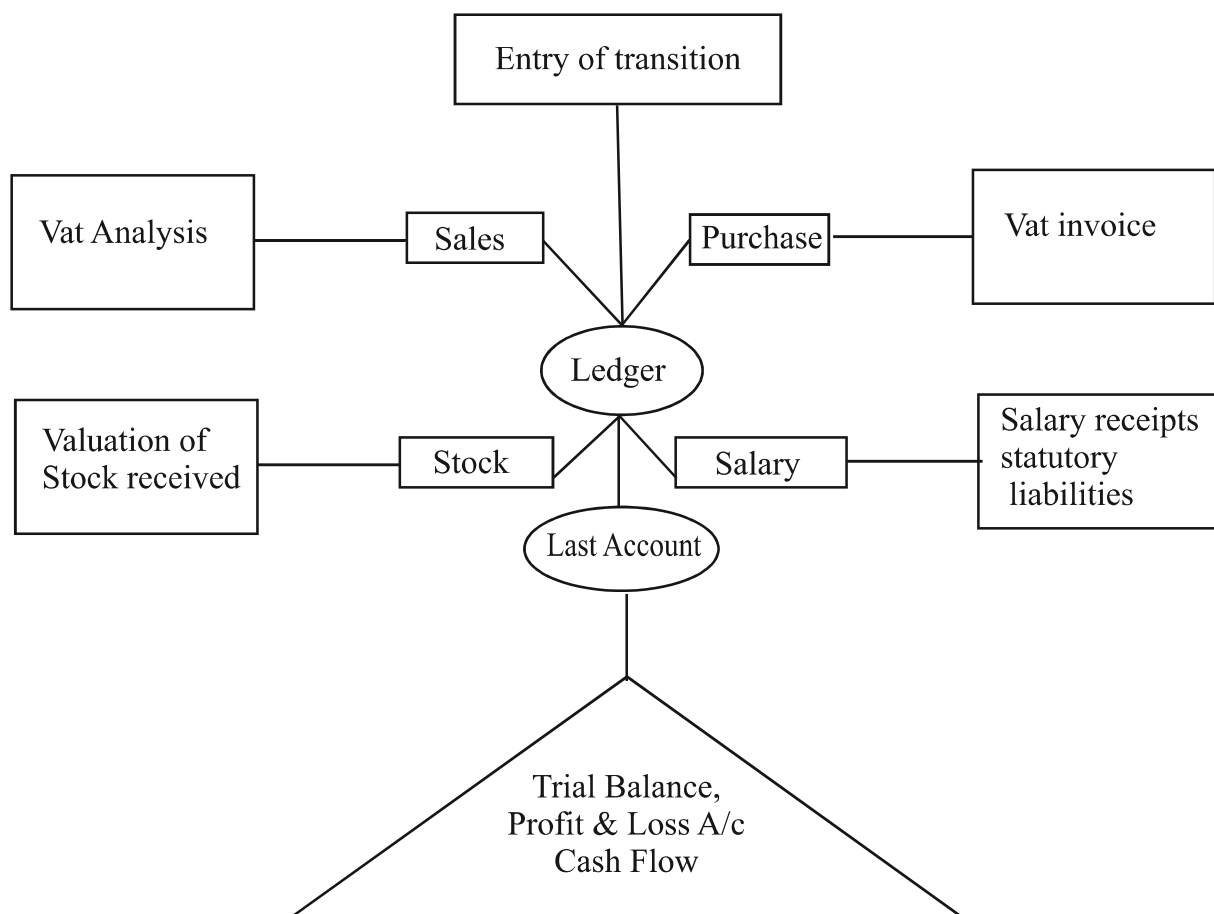 Entry of transition
Vat Analysis
Sales
Purchase
Vat invoice
Ledger
Valuation of
Stock received
Stock
Salary
Salary receipts
statutory
liabilities
Last Account
Trial Balance,
Profit & Loss A/c
Cash Flow